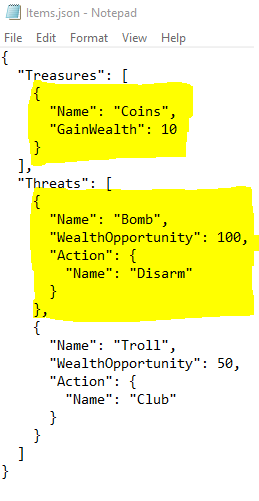 Items.json - Notepad
File Edit Format View Help
{
  "Treasures": [
    {
      "Name": "Coins",
      "GainWealth": 10
    }
  ],
  "Threats": [
    {
      "Name": "Bomb",
      "WealthOpportunity": 100,
      "Action": {
        "Name": "Disarm"
      }
    },
    {
      "Name": "Troll",
      "WealthOpportunity": 50,
      "Action": {
        "Name": "Club"
      }
    }
  ]
}